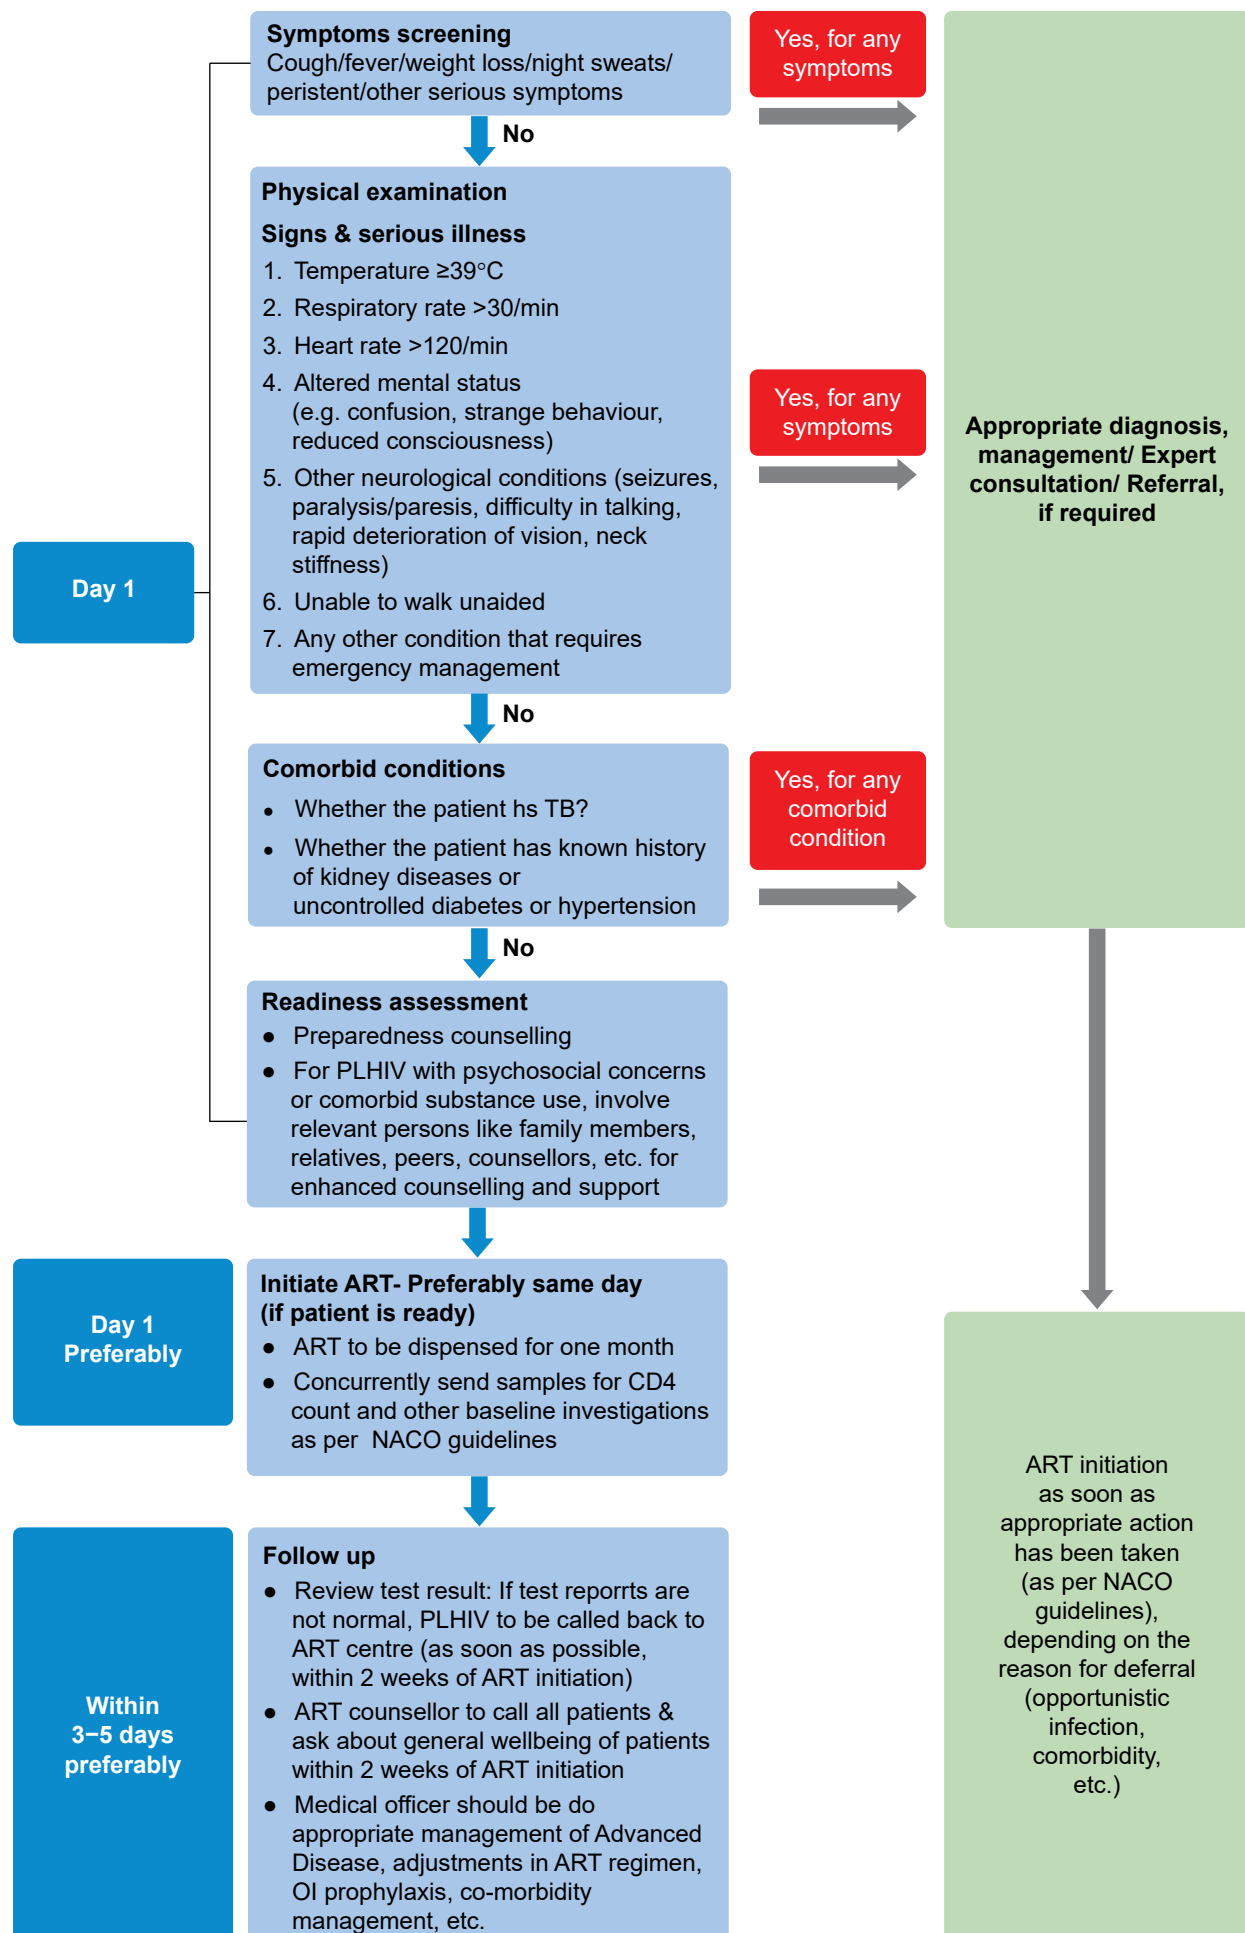 Symptoms screening
Cough/fever/weight loss/night sweats/
peristent/other serious symptoms
Yes, for any
symptoms
No
Physical examination
Signs & serious illness
1. Temperature ≥39°C
2. Respiratory rate >30/min
3. Heart rate >120/min
4. Altered mental status
(e.g. confusion, strange behaviour,
reduced consciousness)
5. Other neurological conditions (seizures,
paralysis/paresis, difficulty in talking,
rapid deterioration of vision, neck
stiffness)
6. Unable to walk unaided
7. Any other condition that requires
emergency management
Yes, for any
symptoms
Appropriate diagnosis,
management/ Expert
consultation/ Referral,
if required
Day 1
No
Comorbid conditions
• Whether the patient hs TB?
• Whether the patient has known history
of kidney diseases or
uncontrolled diabetes or hypertension
Yes, for any
comorbid
condition
No
Readiness assessment
● Preparedness counselling
● For PLHIV with psychosocial concerns
or comorbid substance use, involve
relevant persons like family members,
relatives, peers, counsellors, etc. for
enhanced counselling and support
Day 1
Preferably
Initiate ART- Preferably same day
(if patient is ready)
● ART to be dispensed for one month
● Concurrently send samples for CD4
count and other baseline investigations
as per NACO guidelines
Within
3–5 days
preferably
Follow up
● Review test result: If test reporrts are
not normal, PLHIV to be called back to
ART centre (as soon as possible,
within 2 weeks of ART initiation)
● ART counsellor to call all patients &
ask about general wellbeing of patients
within 2 weeks of ART initiation
● Medical officer should be do
appropriate management of Advanced
Disease, adjustments in ART regimen,
OI prophylaxis, co-morbidity
management, etc.
ART initiation
as soon as
appropriate action
has been taken
(as per NACO
guidelines),
depending on the
reason for deferral
(opportunistic
infection,
comorbidity,
etc.)